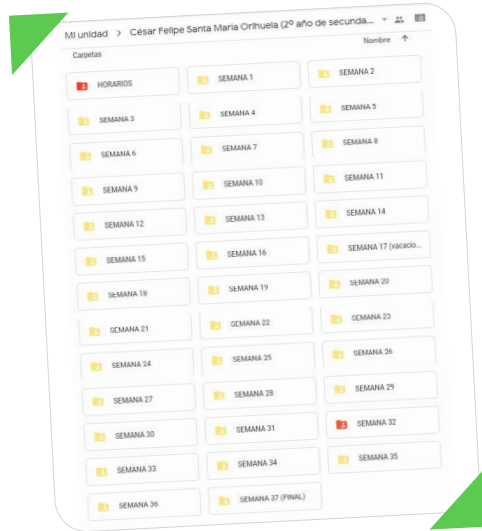 Mi unidad > César Felipe Santa María Orihuela (2º año de secunda...
Carpetas Nombre ↑
HORARIOS SEMANA 1 SEMANA 2
SEMANA 3 SEMANA 4 SEMANA 5
SEMANA 6 SEMANA 7 SEMANA 8
SEMANA 9 SEMANA 10 SEMANA 11
SEMANA 12 SEMANA 13 SEMANA 14
SEMANA 15 SEMANA 16 SEMANA 17 (vacacio...
SEMANA 18 SEMANA 19 SEMANA 20
SEMANA 21 SEMANA 22 SEMANA 23
SEMANA 24 SEMANA 25 SEMANA 26
SEMANA 27 SEMANA 28 SEMANA 29
SEMANA 30 SEMANA 31 SEMANA 32
SEMANA 33 SEMANA 34 SEMANA 35
SEMANA 36 SEMANA 37 (FINAL)